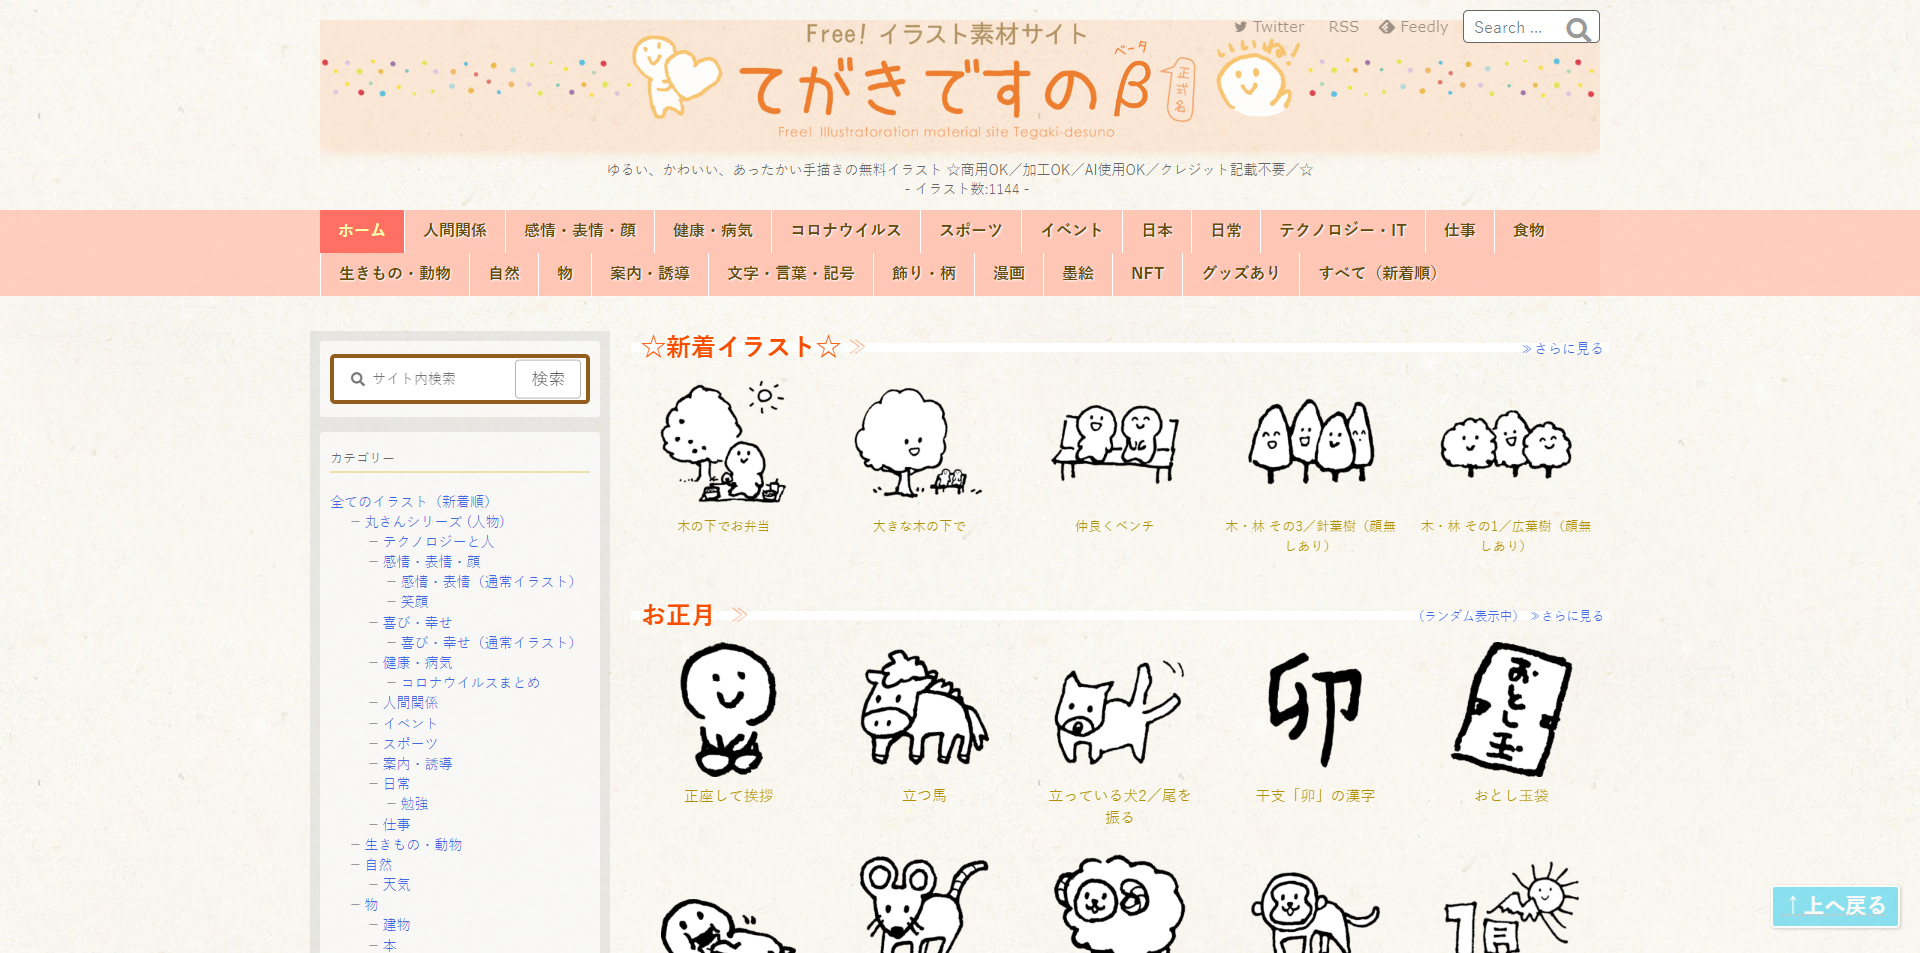 Free! イラスト素材サイト
Twitter RSS Feedly Search ...
てがきですのβ
ベータ
正式名
いいね
Free! Illustratoration material site Tegaki-desuno
ゆるい、かわいい、あったかい手描きの無料イラスト ☆商用OK／加工OK／AI使用OK／クレジット記載不要／☆
- イラスト数:1144 -
ホーム 人間関係 感情・表情・顔 健康・病気 コロナウイルス スポーツ イベント 日本 日常 テクノロジー・IT 仕事 食物
生きもの・動物 自然 物 案内・誘導 文字・言葉・記号 飾り・柄 漫画 墨絵 NFT グッズあり すべて（新着順）
サイト内検索 検索
カテゴリー
全てのイラスト（新着順）
– 丸さんシリーズ (人物)
– テクノロジーと人
– 感情・表情・顔
– 感情・表情（通常イラスト）
– 笑顔
– 喜び・幸せ
– 喜び・幸せ（通常イラスト）
– 健康・病気
– コロナウイルスまとめ
– 人間関係
– イベント
– スポーツ
– 案内・誘導
– 日常
– 勉強
– 仕事
– 生きもの・動物
– 自然
– 天気
– 物
– 建物
– 本
☆新着イラスト☆ ≫ ≫さらに見る
木の下でお弁当
大きな木の下で
仲良くベンチ
木・林 その3／針葉樹（顔無
しあり）
木・林 その1／広葉樹（顔無
しあり）
お正月 ≫ （ランダム表示中） ≫さらに見る
卯
おとし玉
正座して挨拶
立つ馬
立っている犬2／尾を
振る
干支「卯」の漢字
おとし玉袋
1月
↑上へ戻る